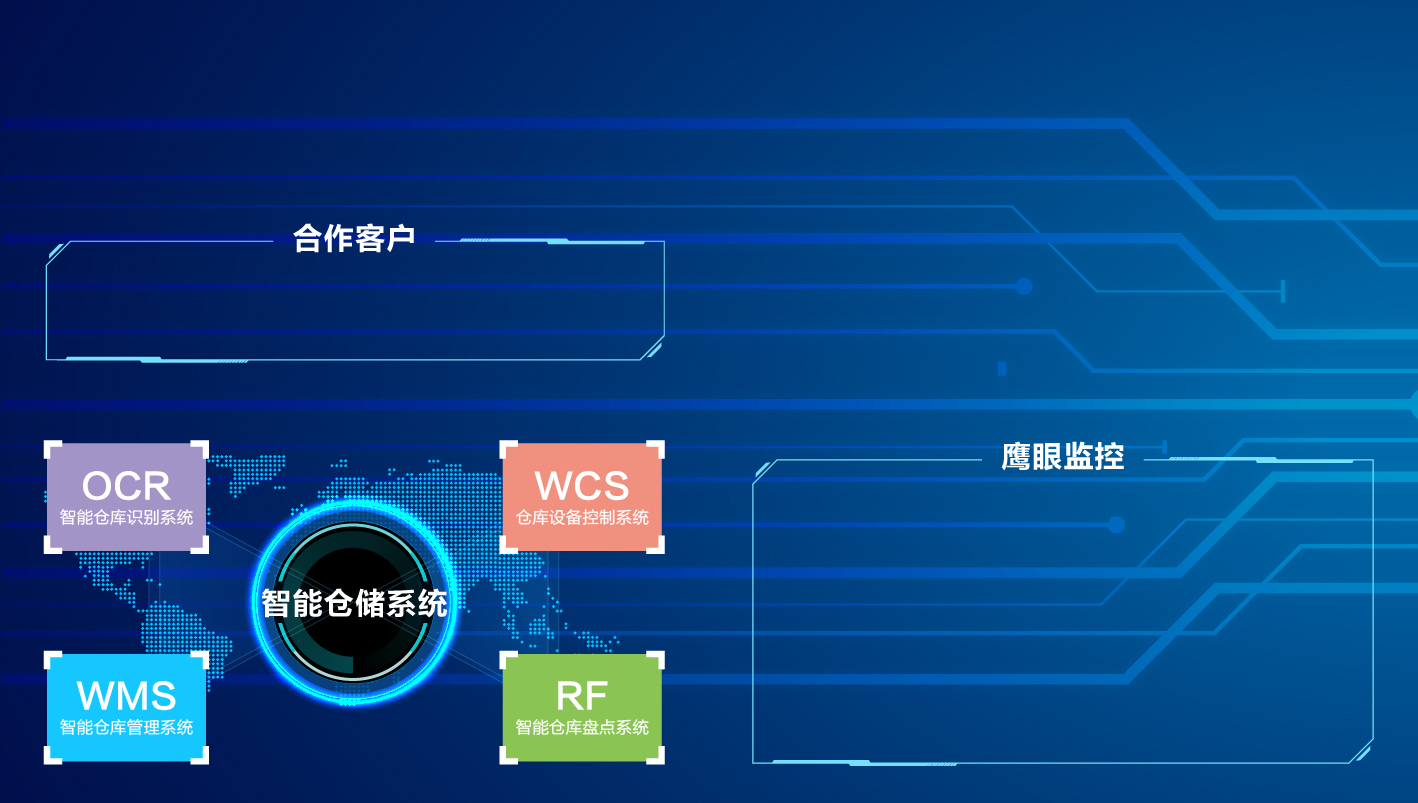 合作客户
OCR
智能仓库识别系统
WCS
仓库设备控制系统
智能仓储系统
WMS
智能仓库管理系统
RF
智能仓库盘点系统
鹰眼监控